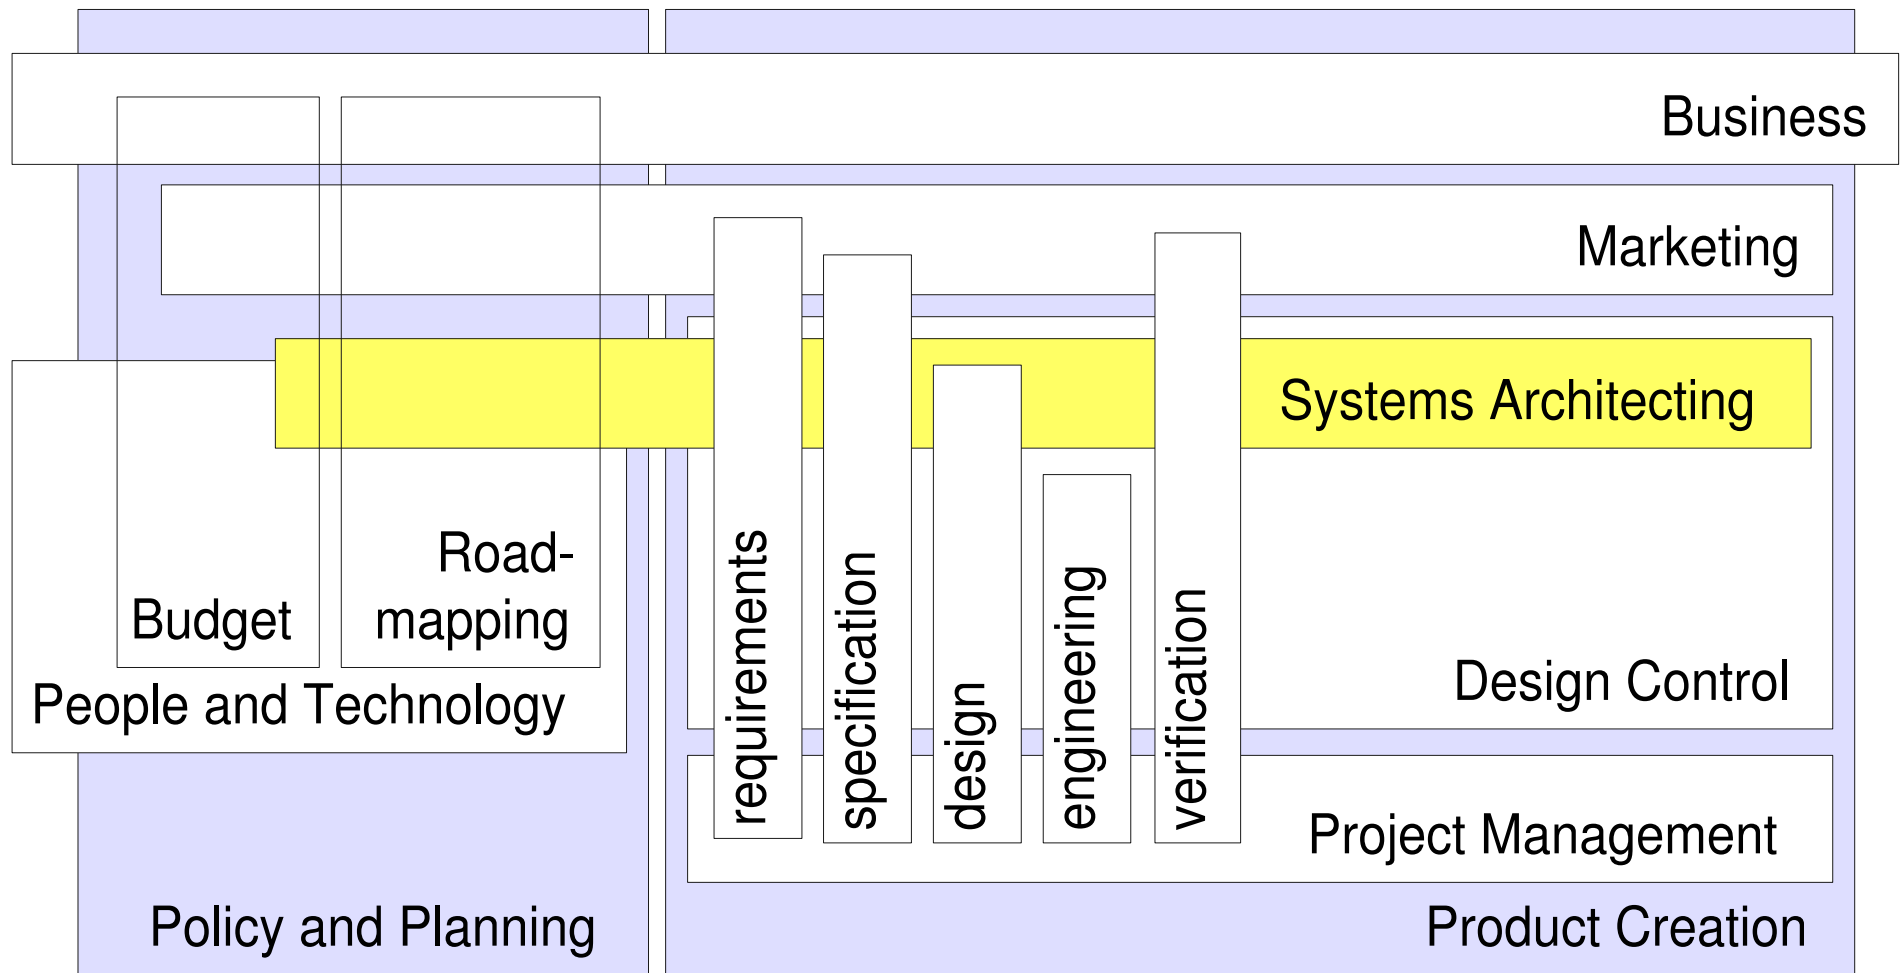 Business
Marketing
Systems Architecting
Road-
mapping
Budget
People and Technology
requirements
specification
design
engineering
verification
Design Control
Project Management
Policy and Planning
Product Creation